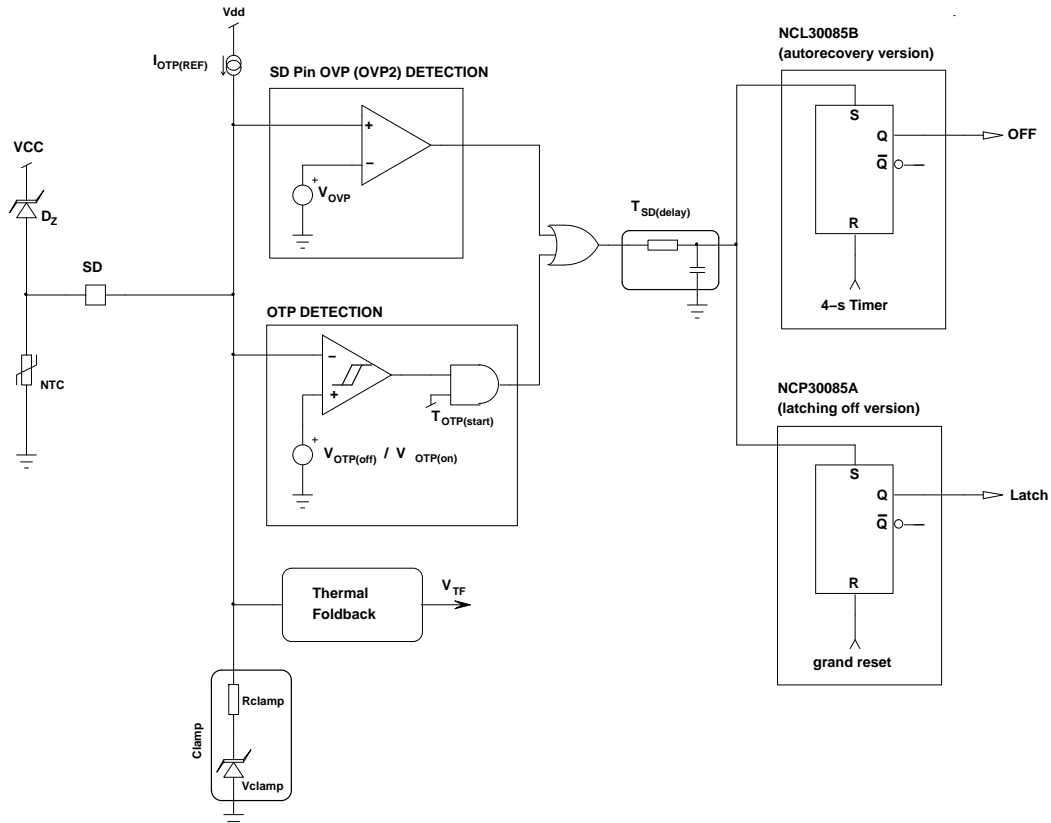 Vdd
I OTP(REF)
SD Pin OVP (OVP2) DETECTION
+
−
+
V OVP
VCC
DZ
SD
NTC
OTP DETECTION
−
+
TOTP(start)
+
V OTP(off) / V OTP(on)
Thermal
Foldback
V TF
Clamp
Rclamp
Vclamp
T SD(delay)
NCL30085B
(autorecovery version)
S
Q
OFF
Q̅
R
4−s Timer
NCP30085A
(latching off version)
S
Q
Latch
Q̅
R
grand reset